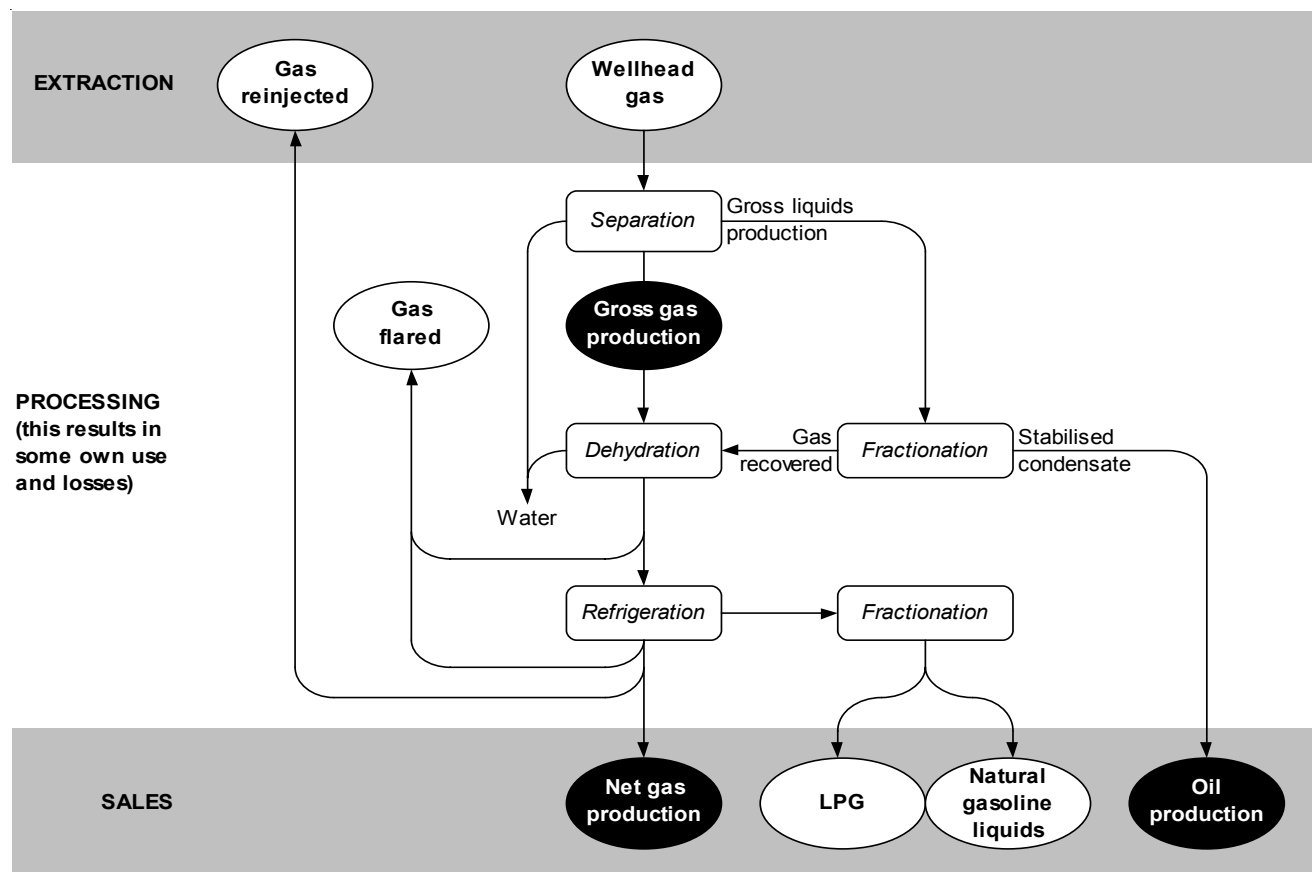 EXTRACTION
Gas
reinjected
Wellhead
gas
Separation
Gross liquids
production
Gas
flared
Gross gas
production
PROCESSING
(this results in
some own use
and losses)
Dehydration
Gas
recovered
Fractionation
Stabilised
condensate
Water
Refrigeration
Fractionation
SALES
Net gas
production
LPG
Natural
gasoline
liquids
Oil
production